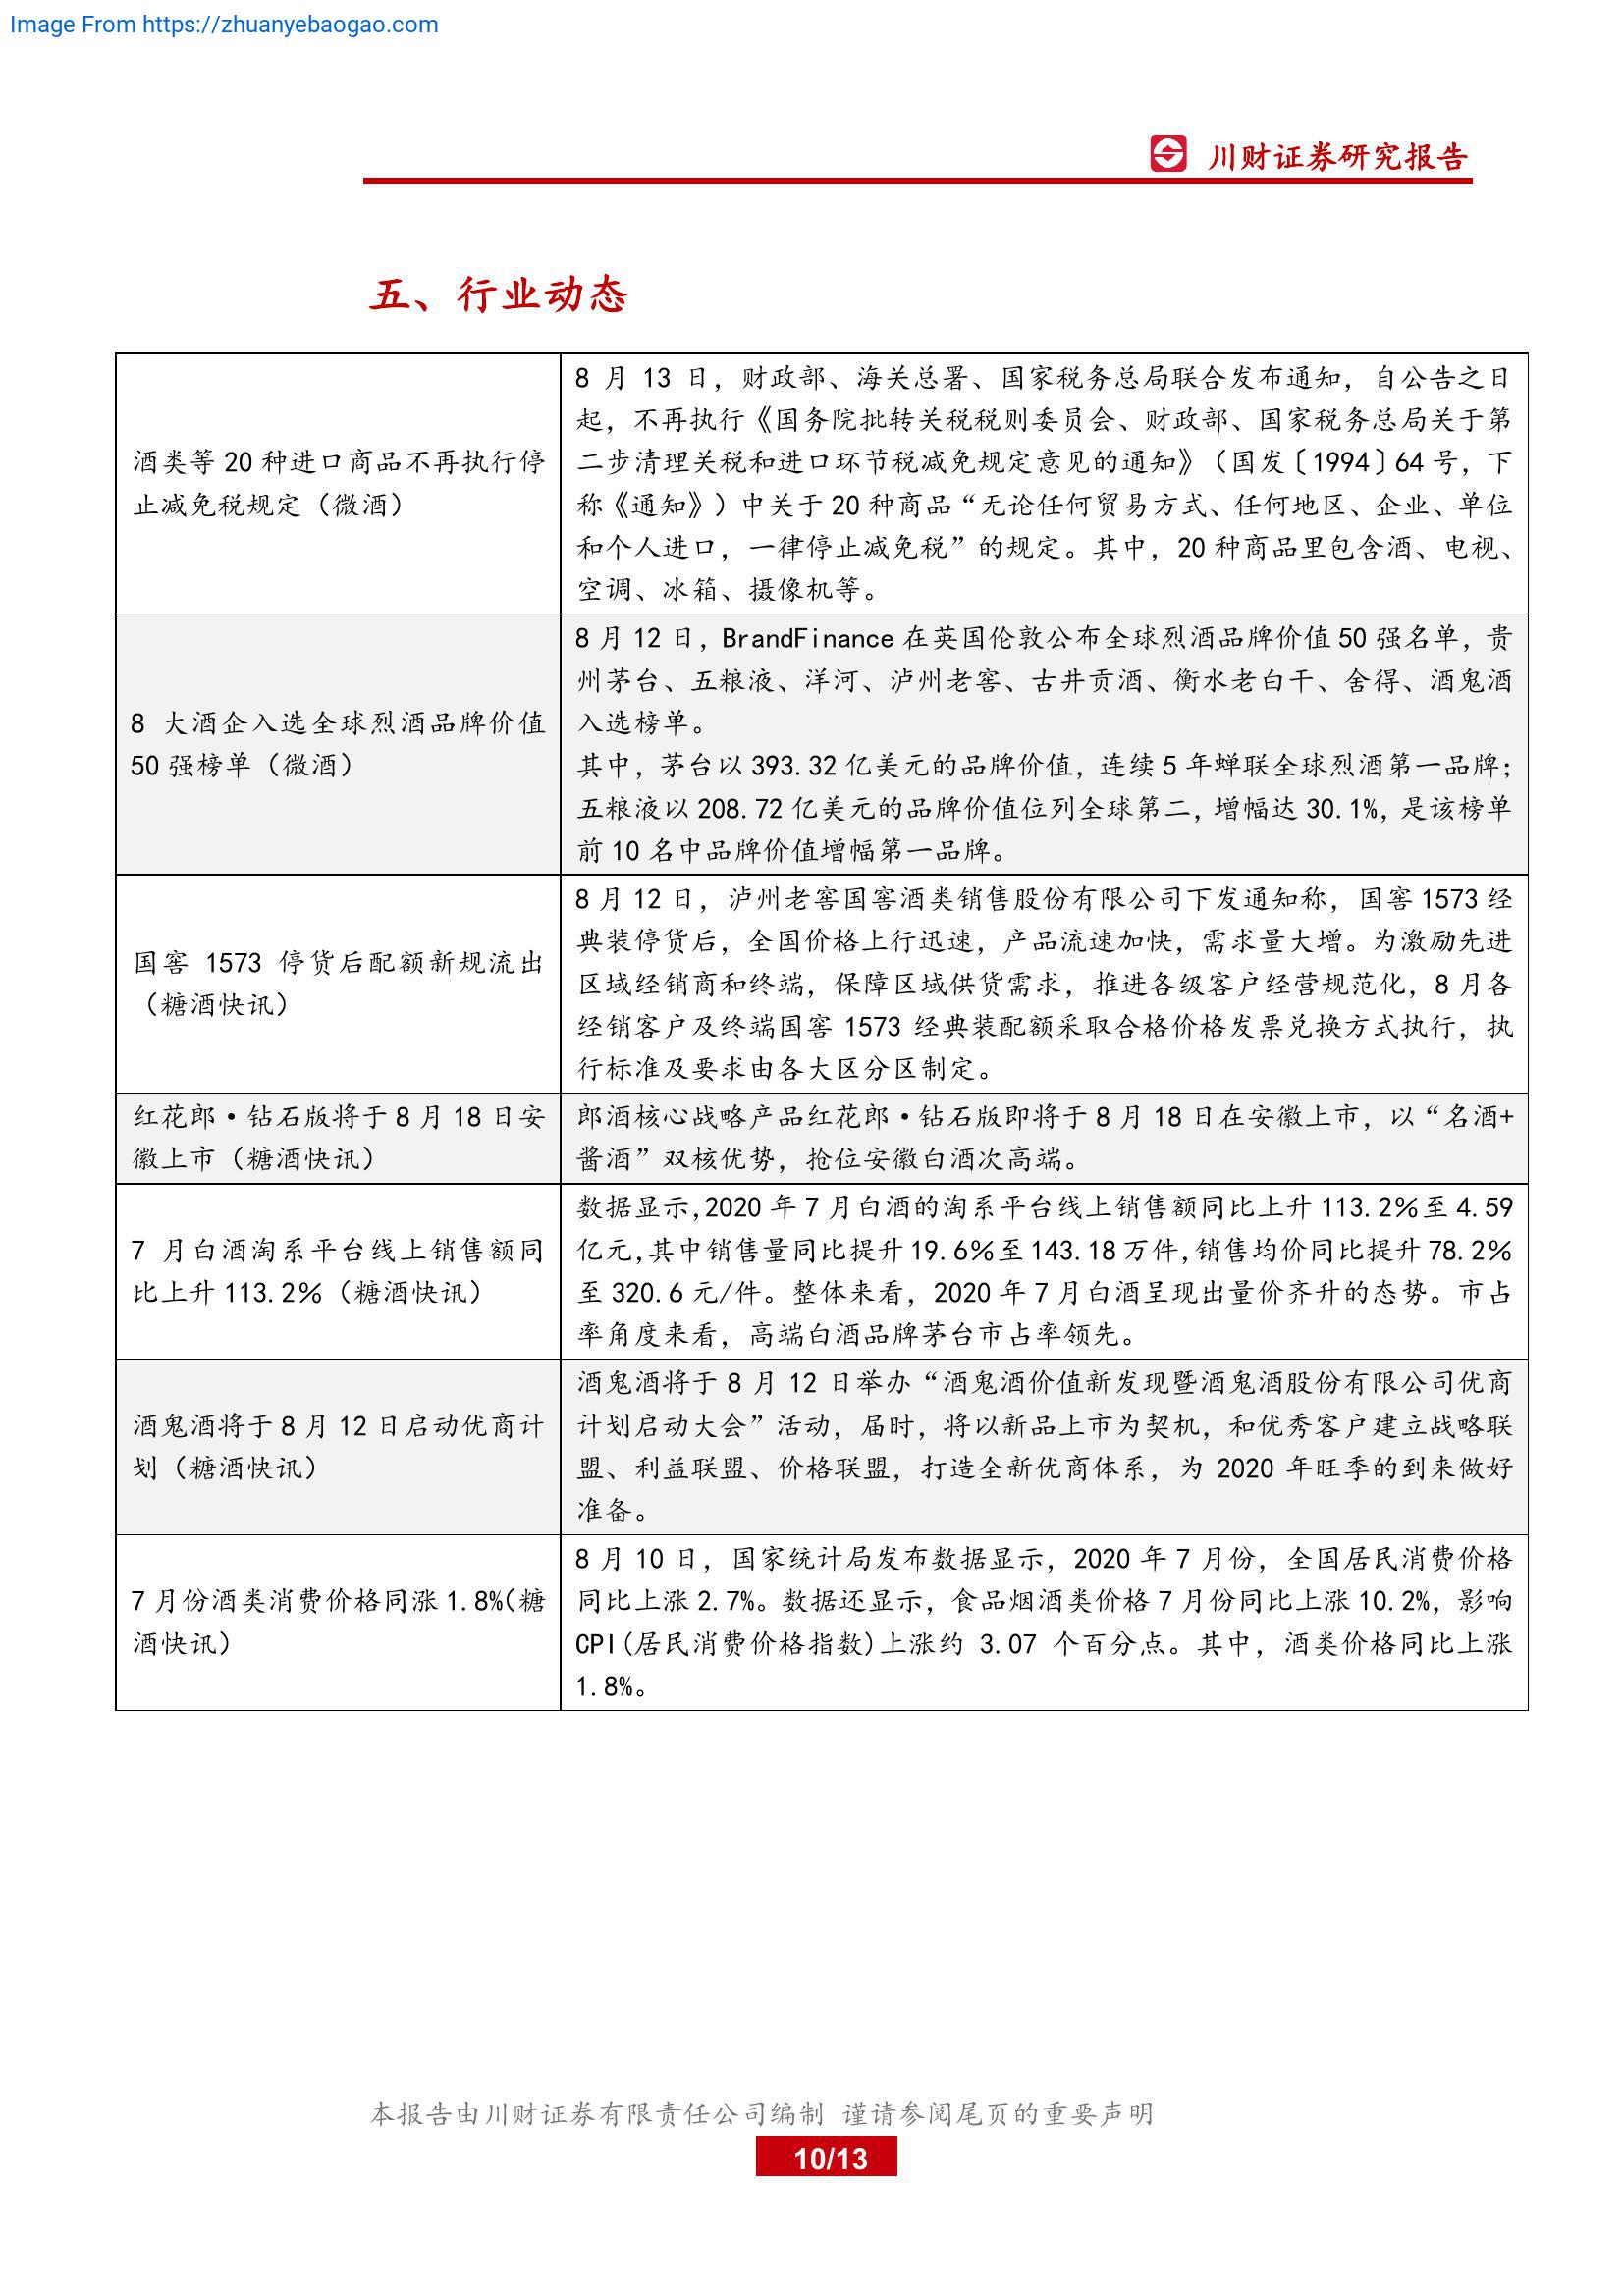 Image From https://zhuanyebaogao.com
川财证券研究报告
五、行业动态
酒类等 20 种进口商品不再执行停
止减免税规定（微酒）
8 月 13 日，财政部、海关总署、国家税务总局联合发布通知，自公告之日
起，不再执行《国务院批转关税税则委员会、财政部、国家税务总局关于第
二步清理关税和进口环节税减免规定意见的通知》（国发〔1994〕64 号，下
称《通知》）中关于 20 种商品“无论任何贸易方式、任何地区、企业、单位
和个人进口，一律停止减免税”的规定。其中，20 种商品里包含酒、电视、
空调、冰箱、摄像机等。
8 大酒企入选全球烈酒品牌价值
50 强榜单（微酒）
8 月 12 日，BrandFinance 在英国伦敦公布全球烈酒品牌价值 50 强名单，贵
州茅台、五粮液、洋河、泸州老窖、古井贡酒、衡水老白干、舍得、酒鬼酒
入选榜单。
其中，茅台以 393.32 亿美元的品牌价值，连续 5 年蝉联全球烈酒第一品牌；
五粮液以 208.72 亿美元的品牌价值位列全球第二，增幅达 30.1%，是该榜单
前 10 名中品牌价值增幅第一品牌。
国窖 1573 停货后配额新规流出
（糖酒快讯）
8 月 12 日，泸州老窖国窖酒类销售股份有限公司下发通知称，国窖 1573 经
典装停货后，全国价格上行迅速，产品流速加快，需求量大增。为激励先进
区域经销商和终端，保障区域供货需求，推进各级客户经营规范化，8 月各
经销客户及终端国窖 1573 经典装配额采取合格价格发票兑换方式执行，执
行标准及要求由各大区分区制定。
红花郎·钻石版将于 8 月 18 日安
徽上市（糖酒快讯）
郎酒核心战略产品红花郎·钻石版即将于 8 月 18 日在安徽上市，以“名酒+
酱酒”双核优势，抢位安徽白酒次高端。
7 月白酒淘系平台线上销售额同
比上升 113.2%（糖酒快讯）
数据显示,2020 年 7 月白酒的淘系平台线上销售额同比上升 113.2%至 4.59
亿元,其中销售量同比提升 19.6%至 143.18 万件,销售均价同比提升 78.2%
至 320.6 元/件。整体来看，2020 年 7 月白酒呈现出量价齐升的态势。市占
率角度来看，高端白酒品牌茅台市占率领先。
酒鬼酒将于 8 月 12 日启动优商计
划（糖酒快讯）
酒鬼酒将于 8 月 12 日举办“酒鬼酒价值新发现暨酒鬼酒股份有限公司优商
计划启动大会”活动，届时，将以新品上市为契机，和优秀客户建立战略联
盟、利益联盟、价格联盟，打造全新优商体系，为 2020 年旺季的到来做好
准备。
7 月份酒类消费价格同涨 1.8%（糖
酒快讯）
8 月 10 日，国家统计局发布数据显示，2020 年 7 月份，全国居民消费价格
同比上涨 2.7%。数据还显示，食品烟酒类价格 7 月份同比上涨 10.2%，影响
CPI(居民消费价格指数)上涨约 3.07 个百分点。其中，酒类价格同比上涨
1.8%。
本报告由川财证券有限责任公司编制 谨请参阅尾页的重要声明
10/13